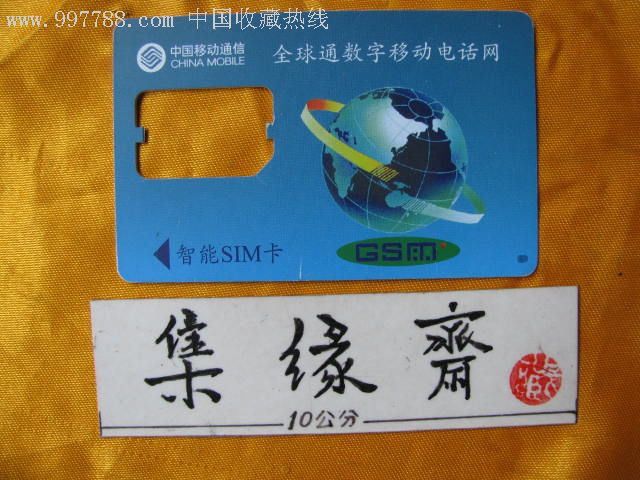 www.997788.com 中国收藏热线
中国移动通信
CHINA MOBILE
全球通数字移动电话网
智能SIM卡
GSM
集缘齋
10公分